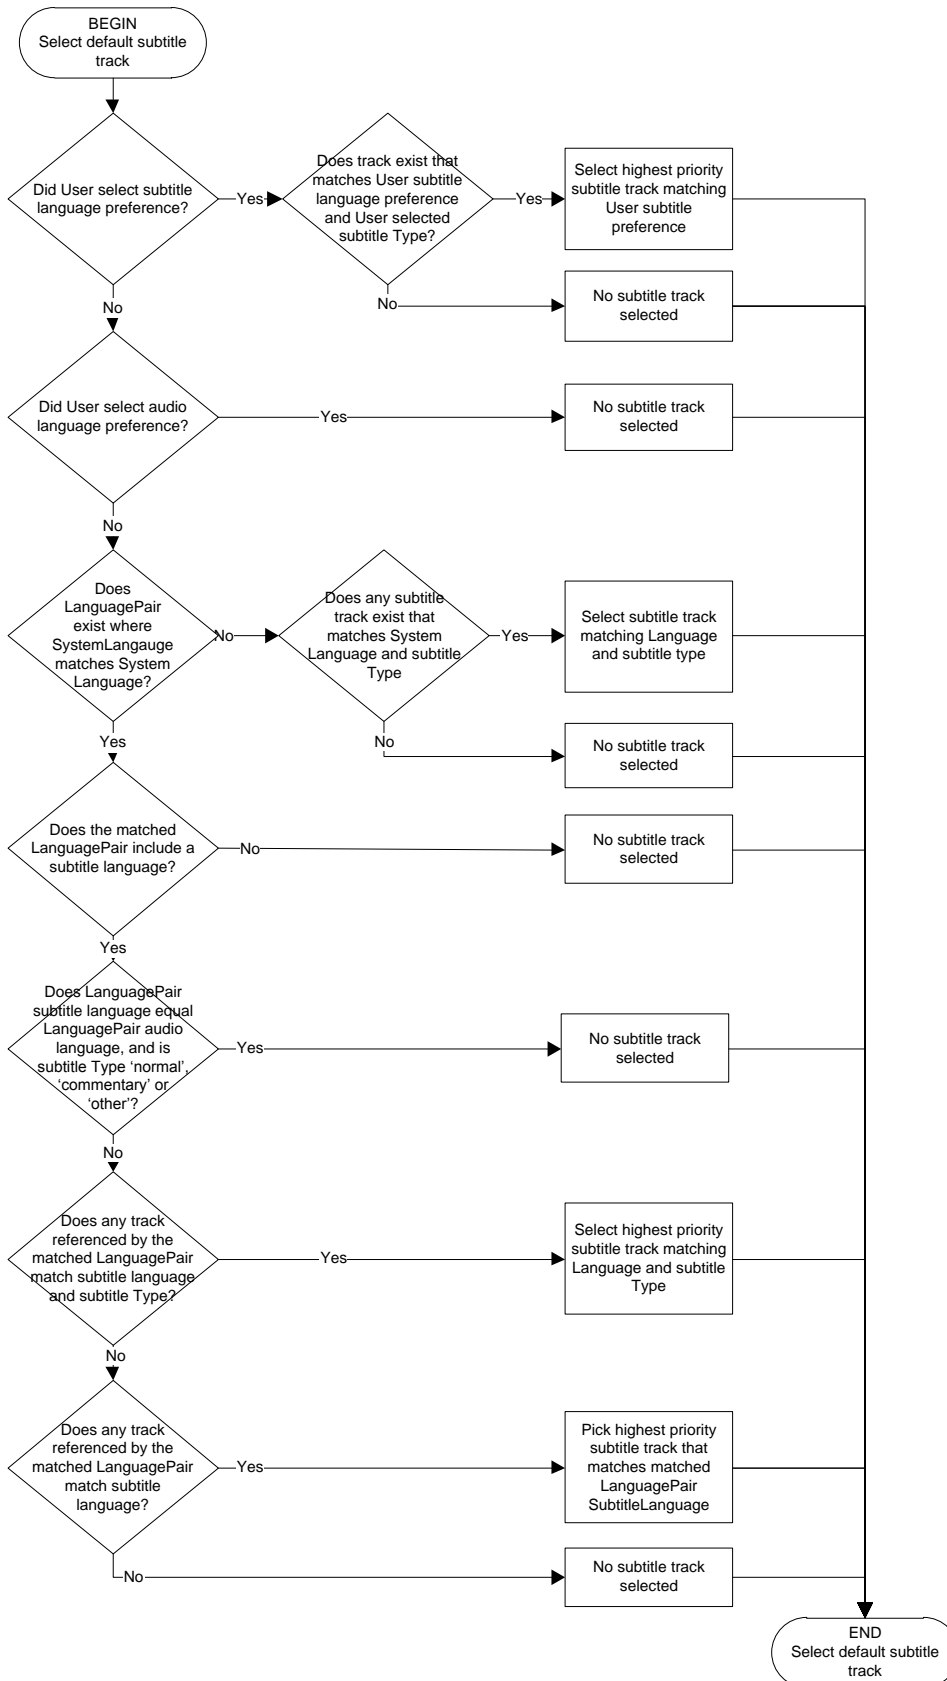 BEGIN
Select default subtitle
track
Did User select subtitle
language preference?
Yes
Does track exist that
matches User subtitle
language preference
and User selected
subtitle Type?
Yes
Select highest priority
subtitle track matching
User subtitle
preference
No
No
No subtitle track
selected
Did User select audio
language preference?
Yes
No subtitle track
selected
No
Does
LanguagePair
exist where
SystemLangauge
matches System
Language?
No
Does any subtitle
track exist that
matches System
Language and subtitle
Type
Yes
Select subtitle track
matching Language
and subtitle type
Yes
No
No subtitle track
selected
Does the matched
LanguagePair include a
subtitle language?
No
No subtitle track
selected
Yes
Does LanguagePair
subtitle language equal
LanguagePair audio
language, and is
subtitle Type ‘normal’,
‘commentary’ or
‘other’?
Yes
No subtitle track
selected
No
Does any track
referenced by the
matched LanguagePair
match subtitle language
and subtitle Type?
Yes
Select highest priority
subtitle track matching
Language and subtitle
Type
No
Does any track
referenced by the
matched LanguagePair
match subtitle
language?
Yes
Pick highest priority
subtitle track that
matches matched
LanguagePair
SubtitleLanguage
No
No subtitle track
selected
END
Select default subtitle
track